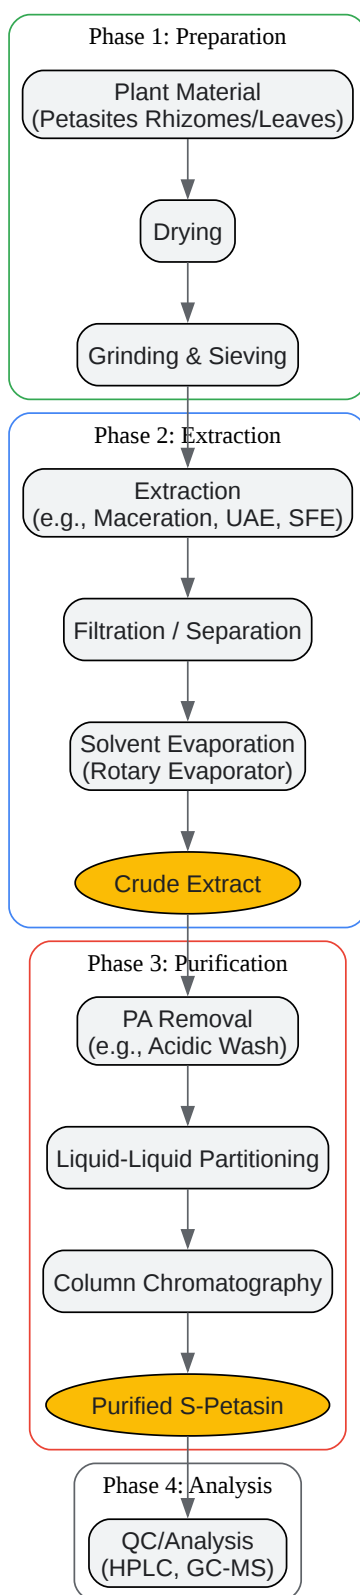 Phase 1: Preparation
Plant Material
(Petasites Rhizomes/Leaves)
Drying
Grinding & Sieving
Phase 2: Extraction
Extraction
(e.g., Maceration, UAE, SFE)
Filtration / Separation
Solvent Evaporation
(Rotary Evaporator)
Crude Extract
Phase 3: Purification
PA Removal
(e.g., Acidic Wash)
Liquid-Liquid Partitioning
Column Chromatography
Purified S-Petasin
Phase 4: Analysis
QC/Analysis
(HPLC, GC-MS)